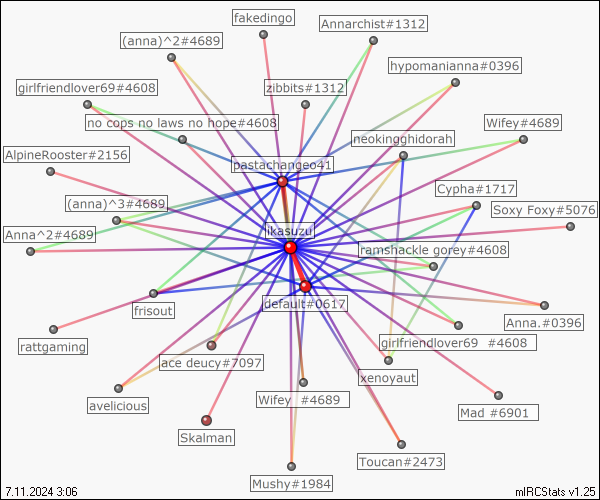 fakedingo
Annarchist#1312
(anna)^2#4689
hypomanianna#0396
girlfriendlover69#4608
zibbits#1312
no cops no laws no hope#4608
Wifey#4689
neokingghidorah
AlpineRooster#2156
pastachangeo41
Cypha#1717
(anna)^3#4689
Soxy Foxy#5076
Anna^2#4689
likasuzu
ramshackle gorey#4608
frisout
default#0617
Anna.#0396
rattgaming
girlfriendlover69 #4608
ace deucy#7097
xenoyaut
avelicious
Wifey #4689
Mad #6901
Skalman
Toucan#2473
Mushy#1984
7.11.2024 3:06
mIRCStats v1.25